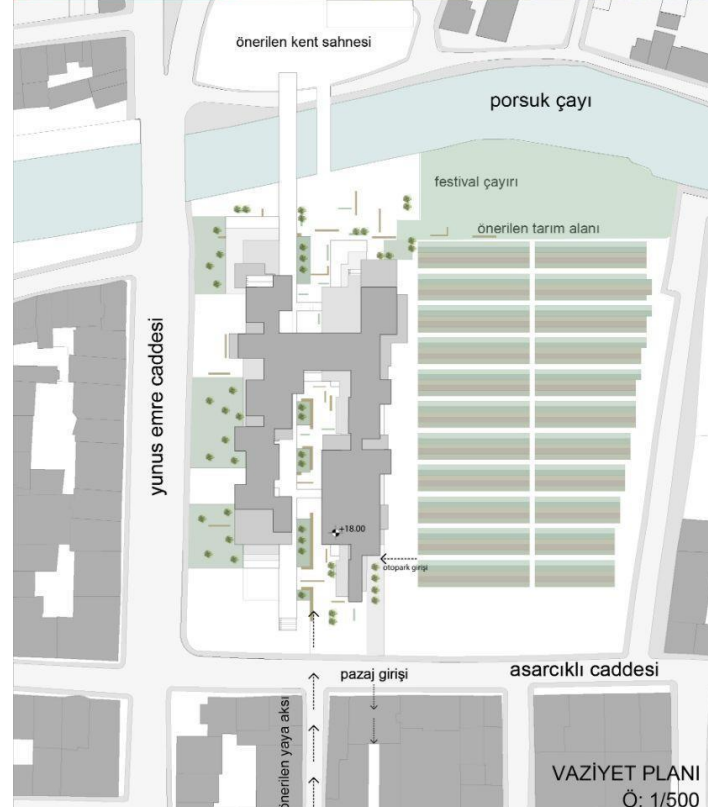 önerilen kent sahnesi
porsuk çayı
festival çayırı
önerilen tarım alanı
yunus emre caddesi
+18.00
otopark girişi
asarcıklı caddesi
pazaj girişi
önerilen yaya aksı
VAZİYET PLANI
Ö: 1/500